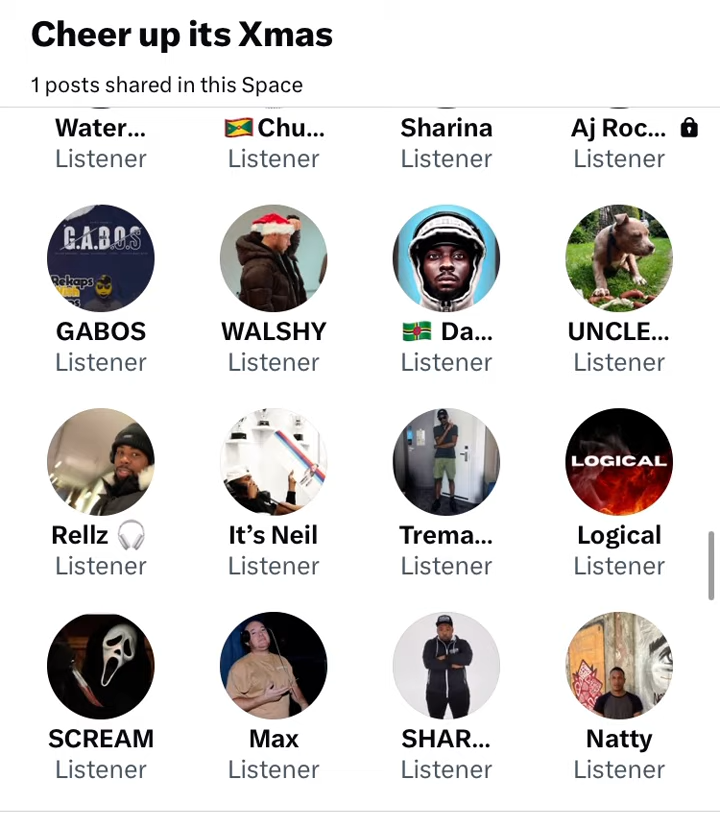 Cheer up its Xmas
1 posts shared in this Space
Water... 🇬🇩Chu... Sharina Aj Roc... 🔒
Listener Listener Listener Listener
G.A.B.O.S
Rekaps
GABOS WALSHY 🇩🇲 Da... UNCLE...
Listener Listener Listener Listener
LOGICAL
Rellz 🎧 It’s Neil Trema... Logical
Listener Listener Listener Listener
SCREAM Max SHAR... Natty
Listener Listener Listener Listener